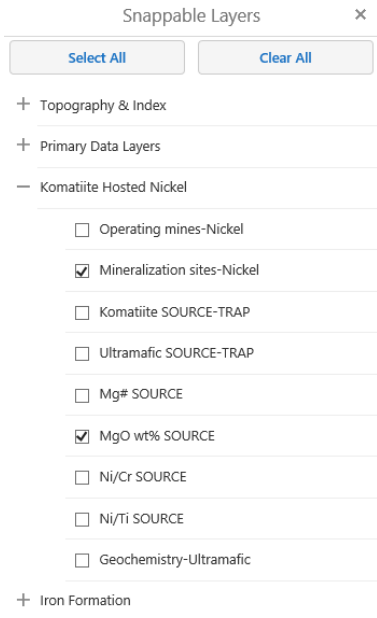 Snappable Layers
Select All Clear All
Topography & Index
Primary Data Layers
Komatiite Hosted Nickel
Operating mines-Nickel
Mineralization sites-Nickel
Komatiite SOURCE-TRAP
Ultramafic SOURCE-TRAP
Mg# SOURCE
MgO wt% SOURCE
Ni/Cr SOURCE
Ni/Ti SOURCE
Geochemistry-Ultramafic
Iron Formation